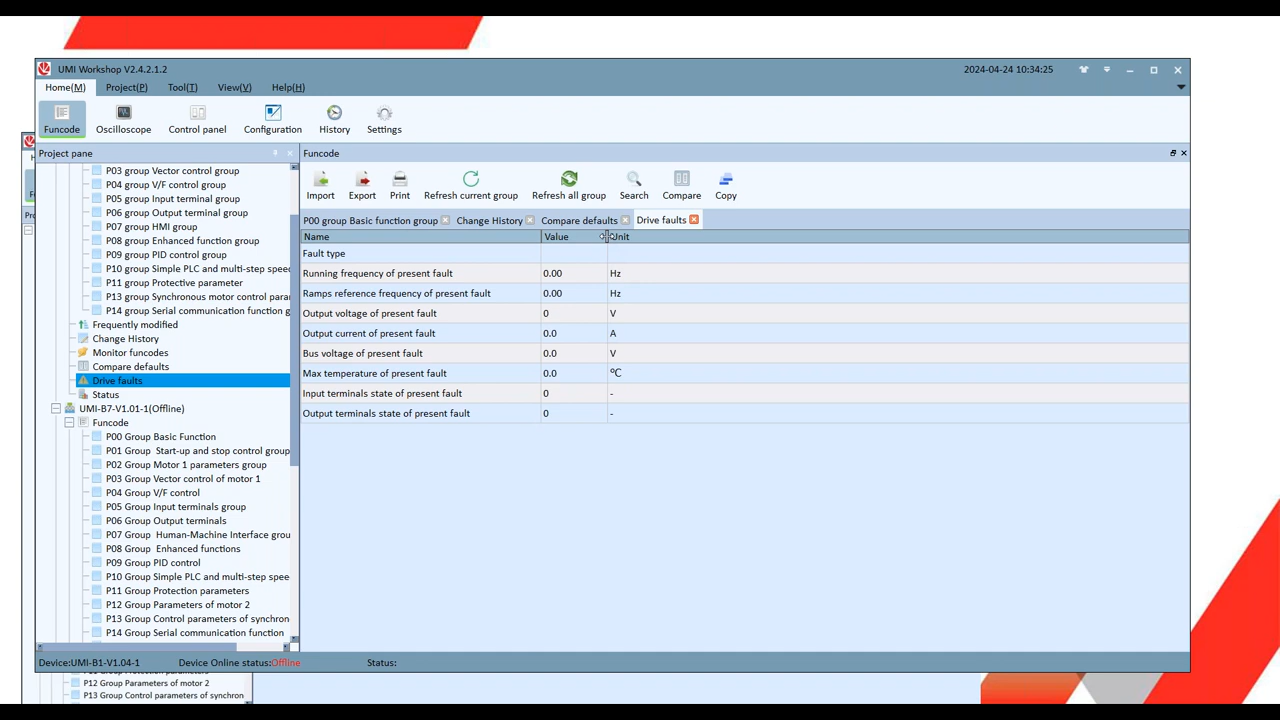 UMI Workshop V2.4.2.1.2 2024-04-24 10:34:25
Home(M) Project(P) Tool(T) View(V) Help(H)
Funcode Oscilloscope Control panel Configuration History Settings
Project pane
P03 group Vector control group
P04 group V/F control group
P05 group Input terminal group
P06 group Output terminal group
P07 group HMI group
P08 group Enhanced function group
P09 group PID control group
P10 group Simple PLC and multi-step spee
P11 group Protective parameter
P13 group Synchronous motor control para
P14 group Serial communication function g
Frequently modified
Change History
Monitor funcodes
Compare defaults
Drive faults
Status
UMI-B7-V1.01-1(Offline)
Funcode
P00 Group Basic Function
P01 Group Start-up and stop control group
P02 Group Motor 1 parameters group
P03 Group Vector control of motor 1
P04 Group V/F control
P05 Group Input terminals group
P06 Group Output terminals
P07 Group Human-Machine Interface grou
P08 Group Enhanced functions
P09 Group PID control
P10 Group Simple PLC and multi-step spee
P11 Group Protection parameters
P12 Group Parameters of motor 2
P13 Group Control parameters of synchron
P14 Group Serial communication function
Funcode
Import Export Print Refresh current group Refresh all group Search Compare Copy
P00 group Basic function group Change History Compare defaults Drive faults
Name Value Unit
Fault type
Running frequency of present fault 0.00 Hz
Ramps reference frequency of present fault 0.00 Hz
Output voltage of present fault 0 V
Output current of present fault 0.0 A
Bus voltage of present fault 0.0 V
Max temperature of present fault 0.0 ℃
Input terminals state of present fault 0 -
Output terminals state of present fault 0 -
Device:UMI-B1-V1.04-1 Device Online status:Offline Status:
P12 Group Parameters of motor 2
P13 Group Control parameters of synchron